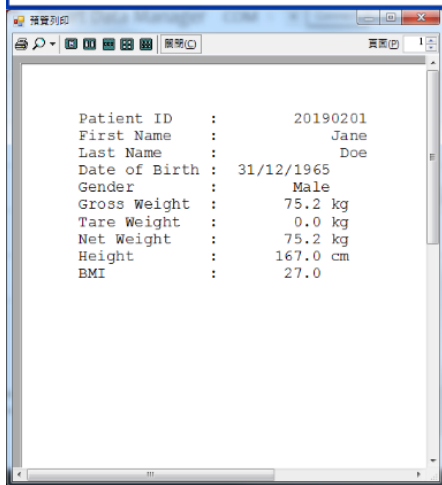 預覽列印
關閉(C)
頁面(P) 1
Patient ID : 20190201
First Name : Jane
Last Name : Doe
Date of Birth : 31/12/1965
Gender : Male
Gross Weight : 75.2 kg
Tare Weight : 0.0 kg
Net Weight : 75.2 kg
Height : 167.0 cm
BMI : 27.0